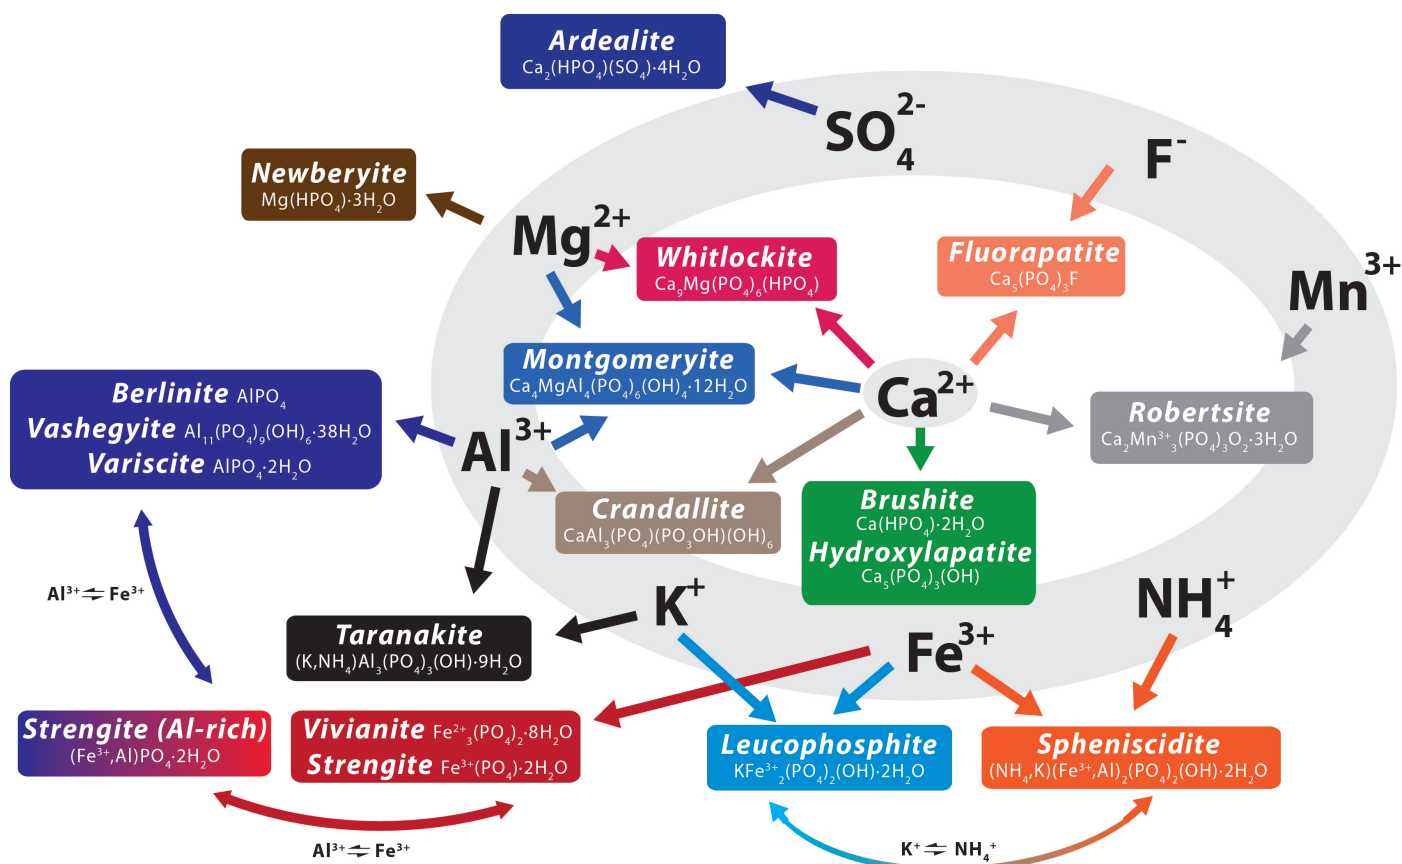 Ardealite
Ca₂(HPO₄)(SO₄)·4H₂O
SO₄²⁻
F⁻
Newberyite
Mg(HPO₄)·3H₂O
Mg²⁺
Whitlockite
Ca₉Mg(PO₄)₆(HPO₄)
Fluorapatite
Ca₅(PO₄)₃F
Mn³⁺
Montgomeryite
Ca₄MgAl₄(PO₄)₆(OH)₄·12H₂O
Ca²⁺
Robertsite
Ca₂Mn³⁺₃(PO₄)₃O₂·3H₂O
Berlinite AlPO₄
Vashegyite Al₁₁(PO₄)₉(OH)₆·38H₂O
Variscite AlPO₄·2H₂O
Al³⁺
Crandallite
CaAl₃(PO₄)(PO₃OH)(OH)₆
Brushite
Ca(HPO₄)·2H₂O
Hydroxylapatite
Ca₅(PO₄)₃(OH)
Al³⁺⇌Fe³⁺
K⁺
NH₄⁺
Taranakite
(K,NH₄)Al₃(PO₄)₃(OH)·9H₂O
Fe³⁺
Strengite (Al-rich)
(Fe³⁺,Al)PO₄·2H₂O
Vivianite Fe²⁺₃(PO₄)₂·8H₂O
Strengite Fe³⁺(PO₄)·2H₂O
Leucophosphite
KFe³⁺₂(PO₄)₂(OH)·2H₂O
Spheniscidite
(NH₄,K)(Fe³⁺,Al)₂(PO₄)₂(OH)·2H₂O
Al³⁺⇌Fe³⁺
K⁺⇌NH₄⁺